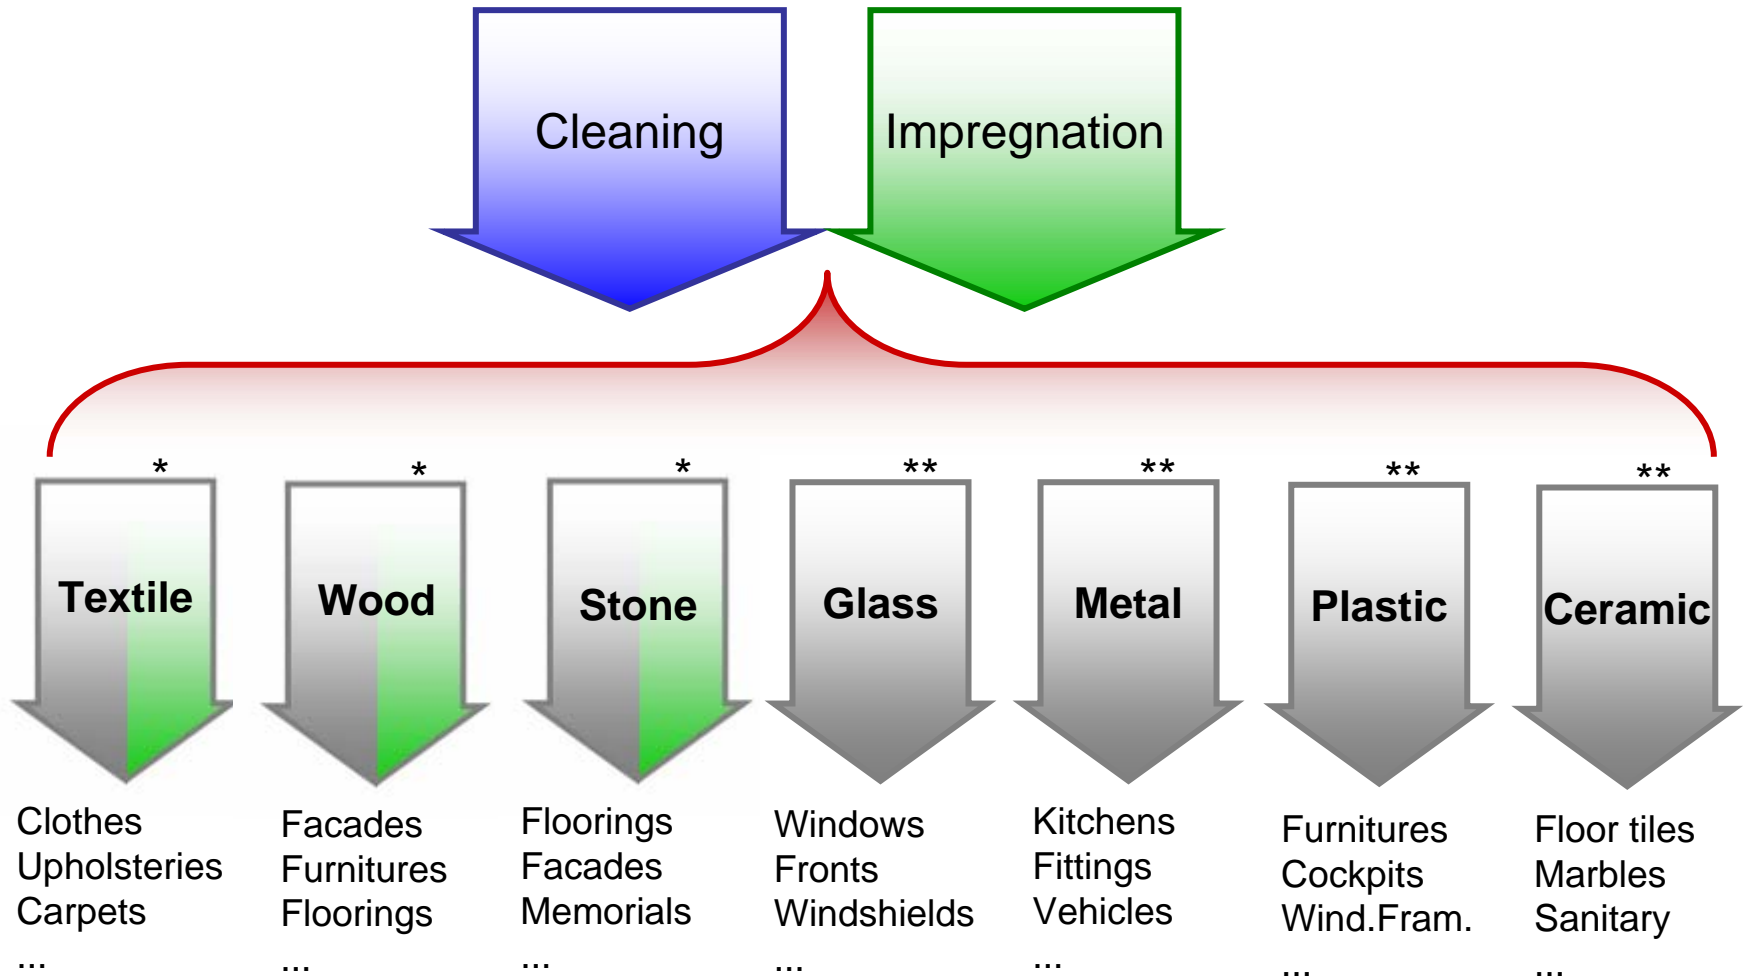 Cleaning
Impregnation
*
*
*
**
**
**
**
Textile
Wood
Stone
Glass
Metal
Plastic
Ceramic
Clothes
Upholsteries
Carpets
...
Facades
Furnitures
Floorings
...
Floorings
Facades
Memorials
...
Windows
Fronts
Windshields
...
Kitchens
Fittings
Vehicles
...
Furnitures
Cockpits
Wind.Fram.
...
Floor tiles
Marbles
Sanitary
...